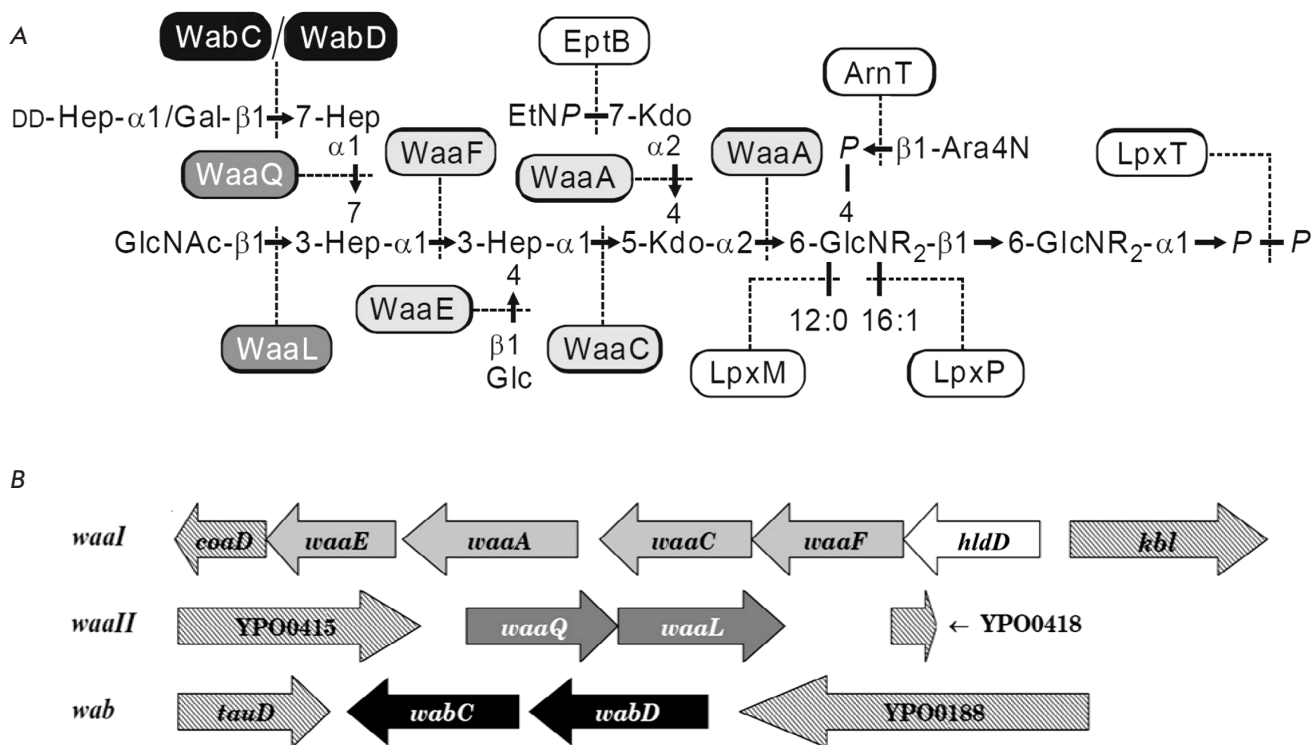 A
WabC / WabD
EptB
ArnT
DD-Hep-α1/Gal-β1 7-Hep
EtNP 7-Kdo
P β1-Ara4N
α1
WaaF
α2
WaaA
LpxT
WaaQ
WaaA
7
4
4
GlcNAc-β1 3-Hep-α1 3-Hep-α1 5-Kdo-α2 6-GlcNR2-β1 6-GlcNR2-α1 P P
4
WaaE
12:0 16:1
WaaL
β1
WaaC
Glc
LpxM
LpxP
B
waaI coaD waaE waaA waaC waaF hldD kbl
waaII YPO0415 waaQ waaL ← YPO0418
wab tauD wabC wabD YPO0188